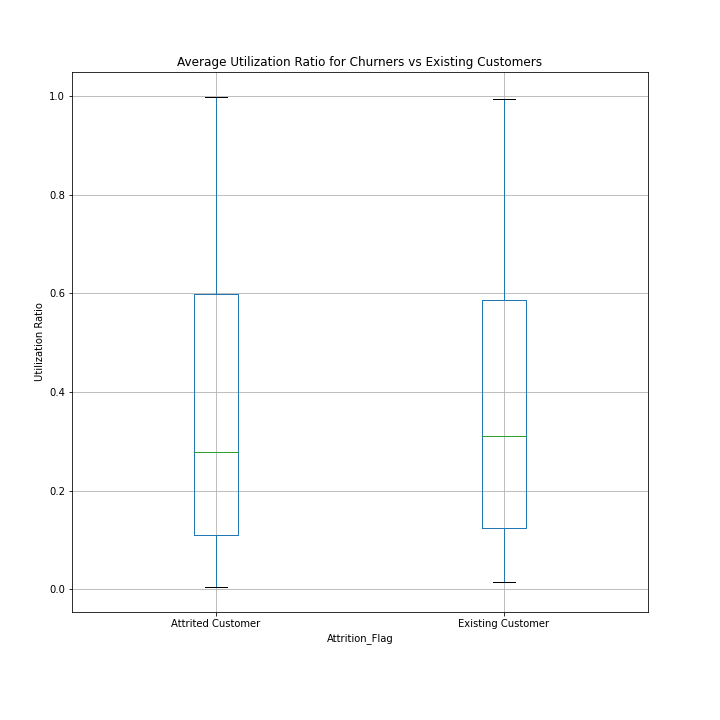 Average Utilization Ratio for Churners vs Existing Customers
1.0
0.8
0.6
0.4
0.2
0.0
Utilization Ratio
Attrited Customer
Existing Customer
Attrition_Flag